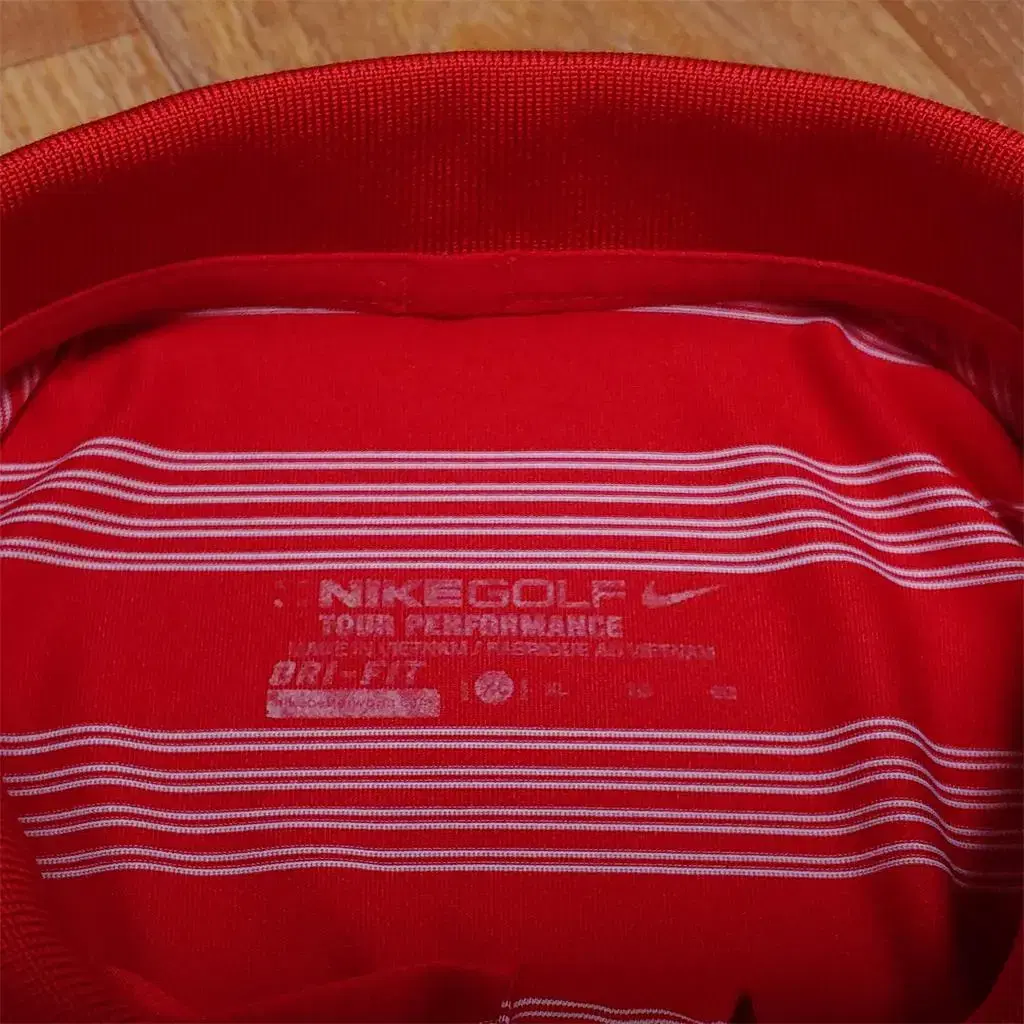 NIKEGOLF
TOUR PERFORMANCE
MADE IN VIETNAM / FABRIQUE AU VIETNAM
DRI-FIT
XL